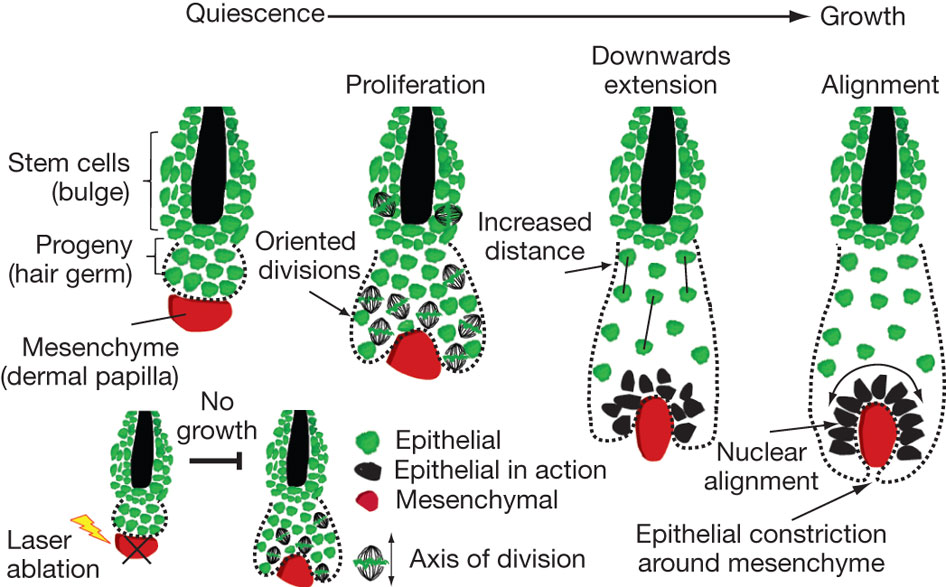 Quiescence
Growth
Proliferation
Downwards
extension
Alignment
Stem cells
(bulge)
Progeny
(hair germ)
Mesenchyme
(dermal papilla)
Oriented
divisions
Increased
distance
No
growth
Laser
ablation
Epithelial
Epithelial in action
Mesenchymal
Axis of division
Nuclear
alignment
Epithelial constriction
around mesenchyme